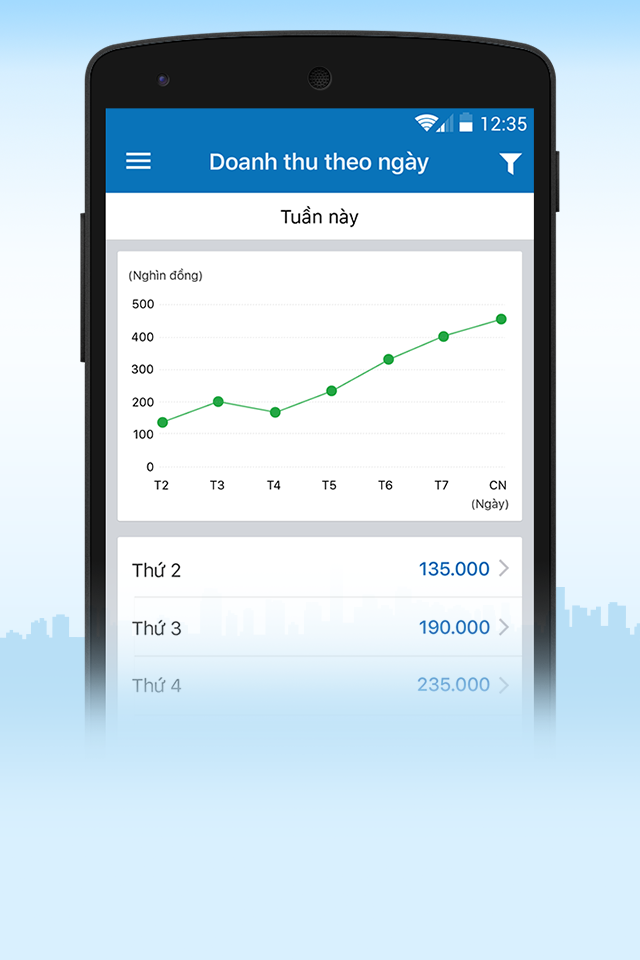 12:35
Doanh thu theo ngày
Tuần này
(Nghìn đồng)
500
400
300
200
100
0
T2 T3 T4 T5 T6 T7 CN
(Ngày)
Thứ 2 135.000
Thứ 3 190.000
Thứ 4 235.000